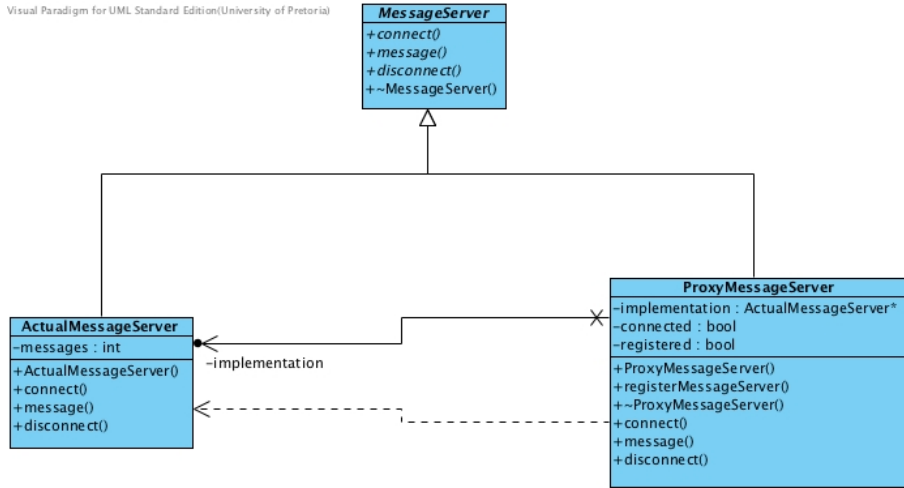 Visual Paradigm for UML Standard Edition(University of Pretoria)
MessageServer
+connect()
+message()
+disconnect()
+~MessageServer()
ActualMessageServer
-messages : int
+ActualMessageServer()
+connect()
+message()
+disconnect()
-implementation
ProxyMessageServer
-implementation : ActualMessageServer*
-connected : bool
-registered : bool
+ProxyMessageServer()
+registerMessageServer()
+~ProxyMessageServer()
+connect()
+message()
+disconnect()